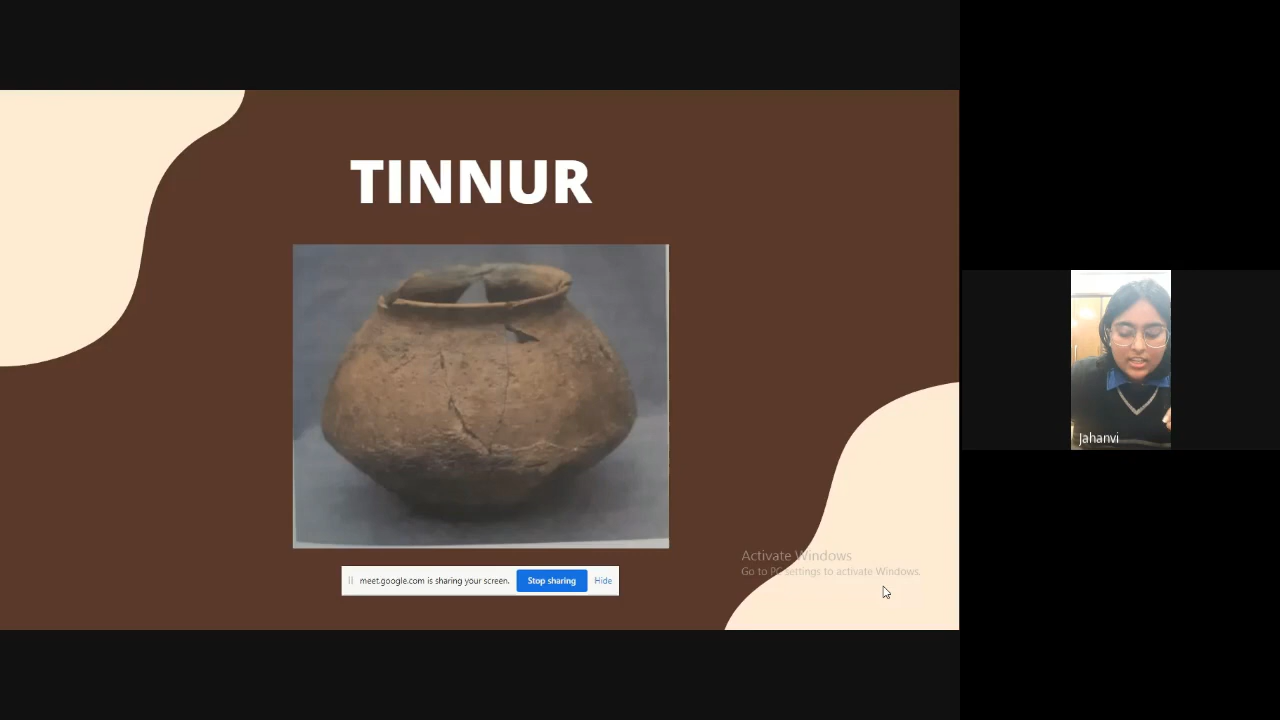 TINNUR
meet.google.com is sharing your screen. Stop sharing Hide
Activate Windows
Go to PC settings to activate Windows.
Jahanvi